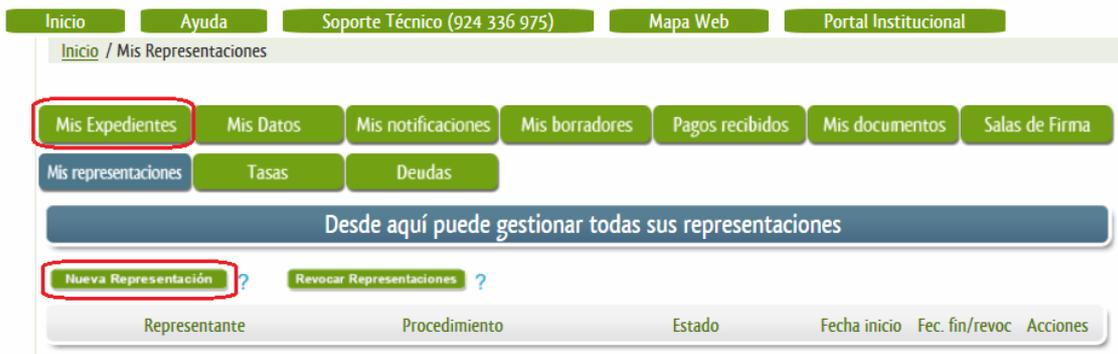 Inicio Ayuda Soporte Técnico (924 336 975) Mapa Web Portal Institucional
Inicio / Mis Representaciones
Mis Expedientes Mis Datos Mis notificaciones Mis borradores Pagos recibidos Mis documentos Salas de Firma
Mis representaciones Tasas Deudas
Desde aquí puede gestionar todas sus representaciones
Nueva Representación ? Revocar Representaciones ?
Representante Procedimiento Estado Fecha inicio Fec. fin/revoc Acciones